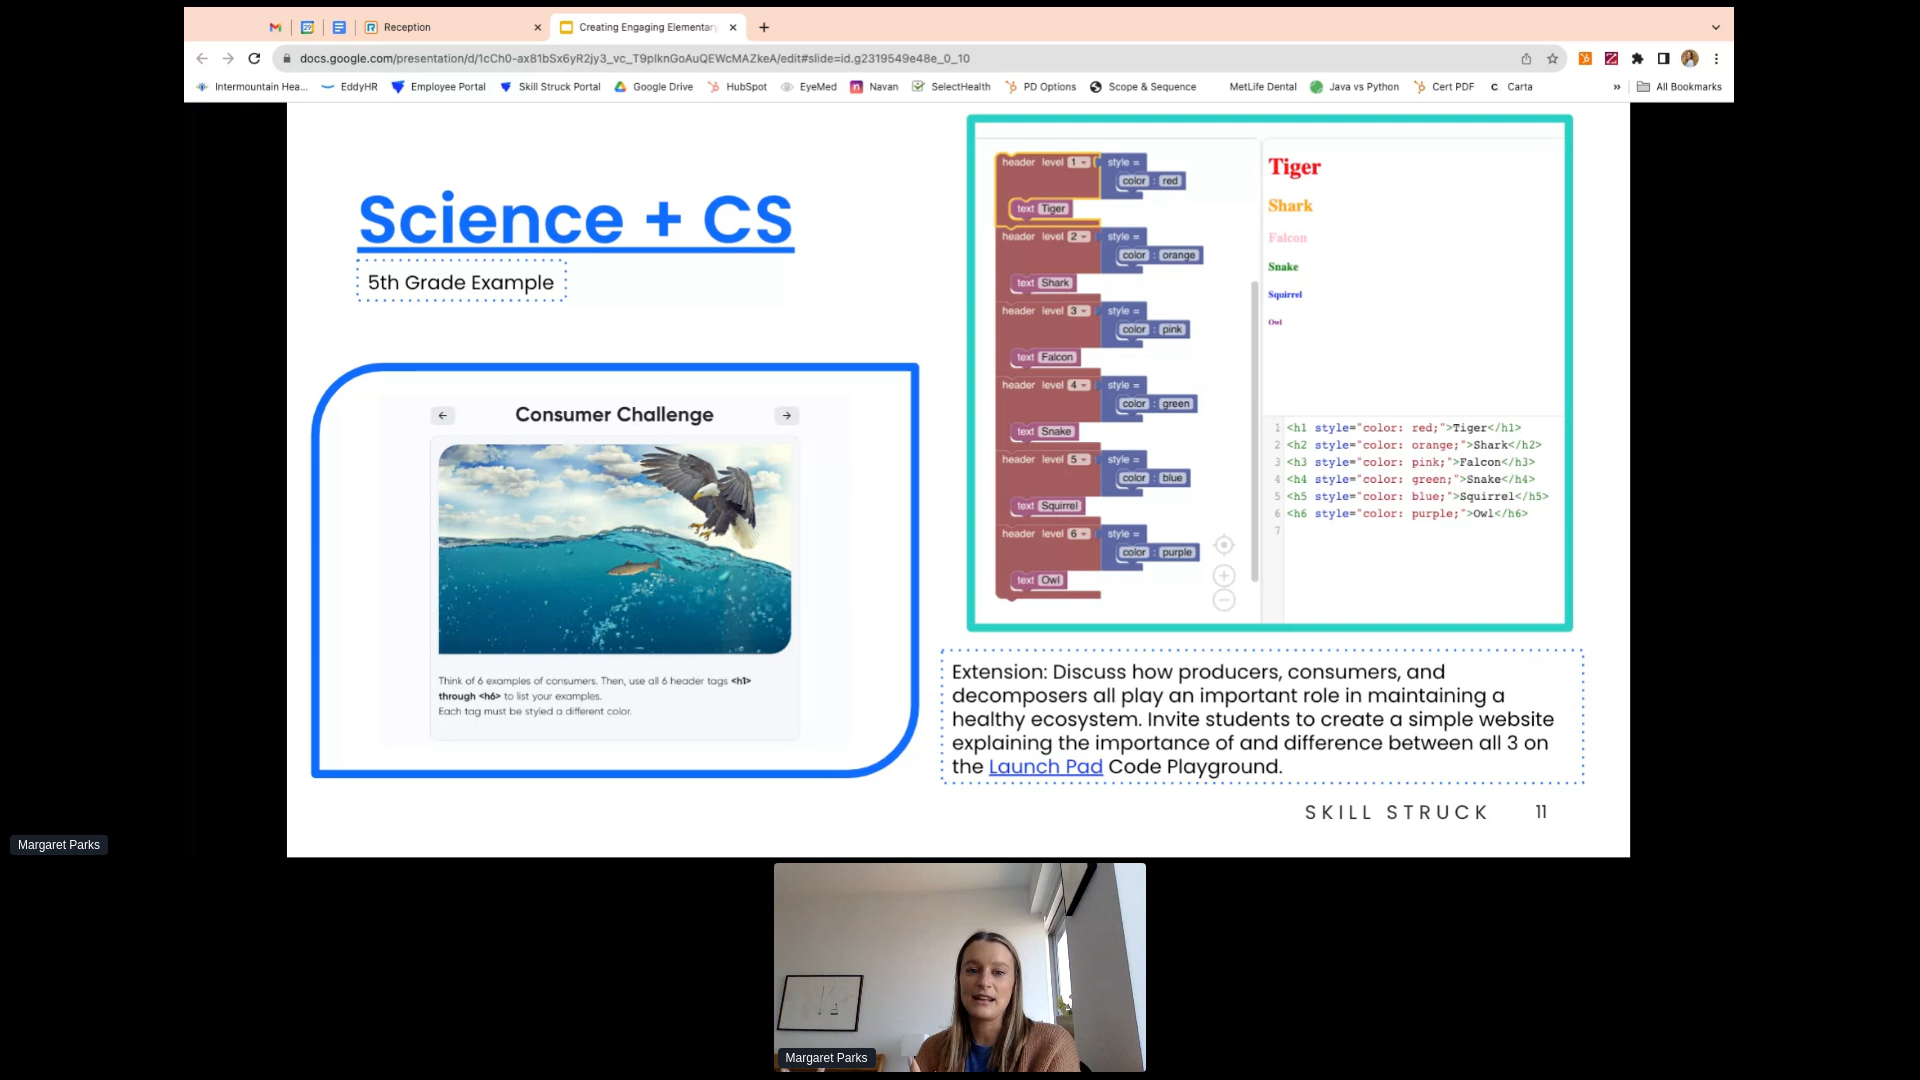 Reception
Creating Engaging Elementary
docs.google.com/presentation/d/1cCh0-ax81bSx6yR2jy3_vc_T9pIknGoAuQEWcMAZkeA/edit#slide=id.g2319549e48e_0_10
Intermountain Hea... EddyHR Employee Portal Skill Struck Portal Google Drive HubSpot EyeMed Navan SelectHealth PD Options Scope & Sequence MetLife Dental Java vs Python Cert PDF Carta » All Bookmarks
Science + CS
5th Grade Example
Consumer Challenge
Think of 6 examples of consumers. Then, use all 6 header tags <h1>
through <h6> to list your examples.
Each tag must be styled a different color.
header level 1 style =
color : red
text Tiger
header level 2 style =
color : orange
text Shark
header level 3 style =
color : pink
text Falcon
header level 4 style =
color : green
text Snake
header level 5 style =
color : blue
text Squirrel
header level 6 style =
color : purple
text Owl
Tiger
Shark
Falcon
Snake
Squirrel
Owl
1 <h1 style="color: red;">Tiger</h1>
2 <h2 style="color: orange;">Shark</h2>
3 <h3 style="color: pink;">Falcon</h3>
4 <h4 style="color: green;">Snake</h4>
5 <h5 style="color: blue;">Squirrel</h5>
6 <h6 style="color: purple;">Owl</h6>
7
Extension: Discuss how producers, consumers, and
decomposers all play an important role in maintaining a
healthy ecosystem. Invite students to create a simple website
explaining the importance of and difference between all 3 on
the Launch Pad Code Playground.
SKILL STRUCK 11
Margaret Parks
Margaret Parks